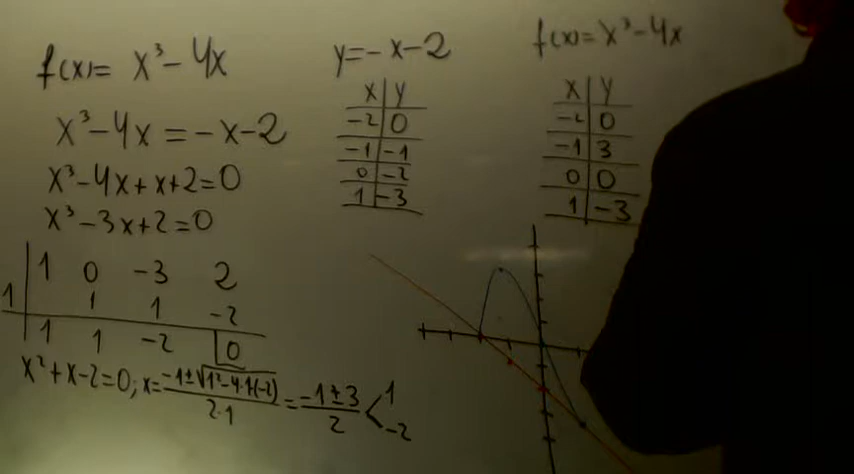 f(x)= x³-4x
x³-4x=-x-2
x³-4x+x+2=0
x³-3x+2=0
1 0 -3 2
1 1 1 -2
1 1 -2 0
x²+x-2=0; x= -1±√1²-4·1·(-2) / 2·1 = -1±3 / 2 < 1 -2
y=-x-2
x y
-2 0
-1 -1
0 -2
1 -3
f(x)=x³-4x
x y
-2 0
-1 3
0 0
1 -3